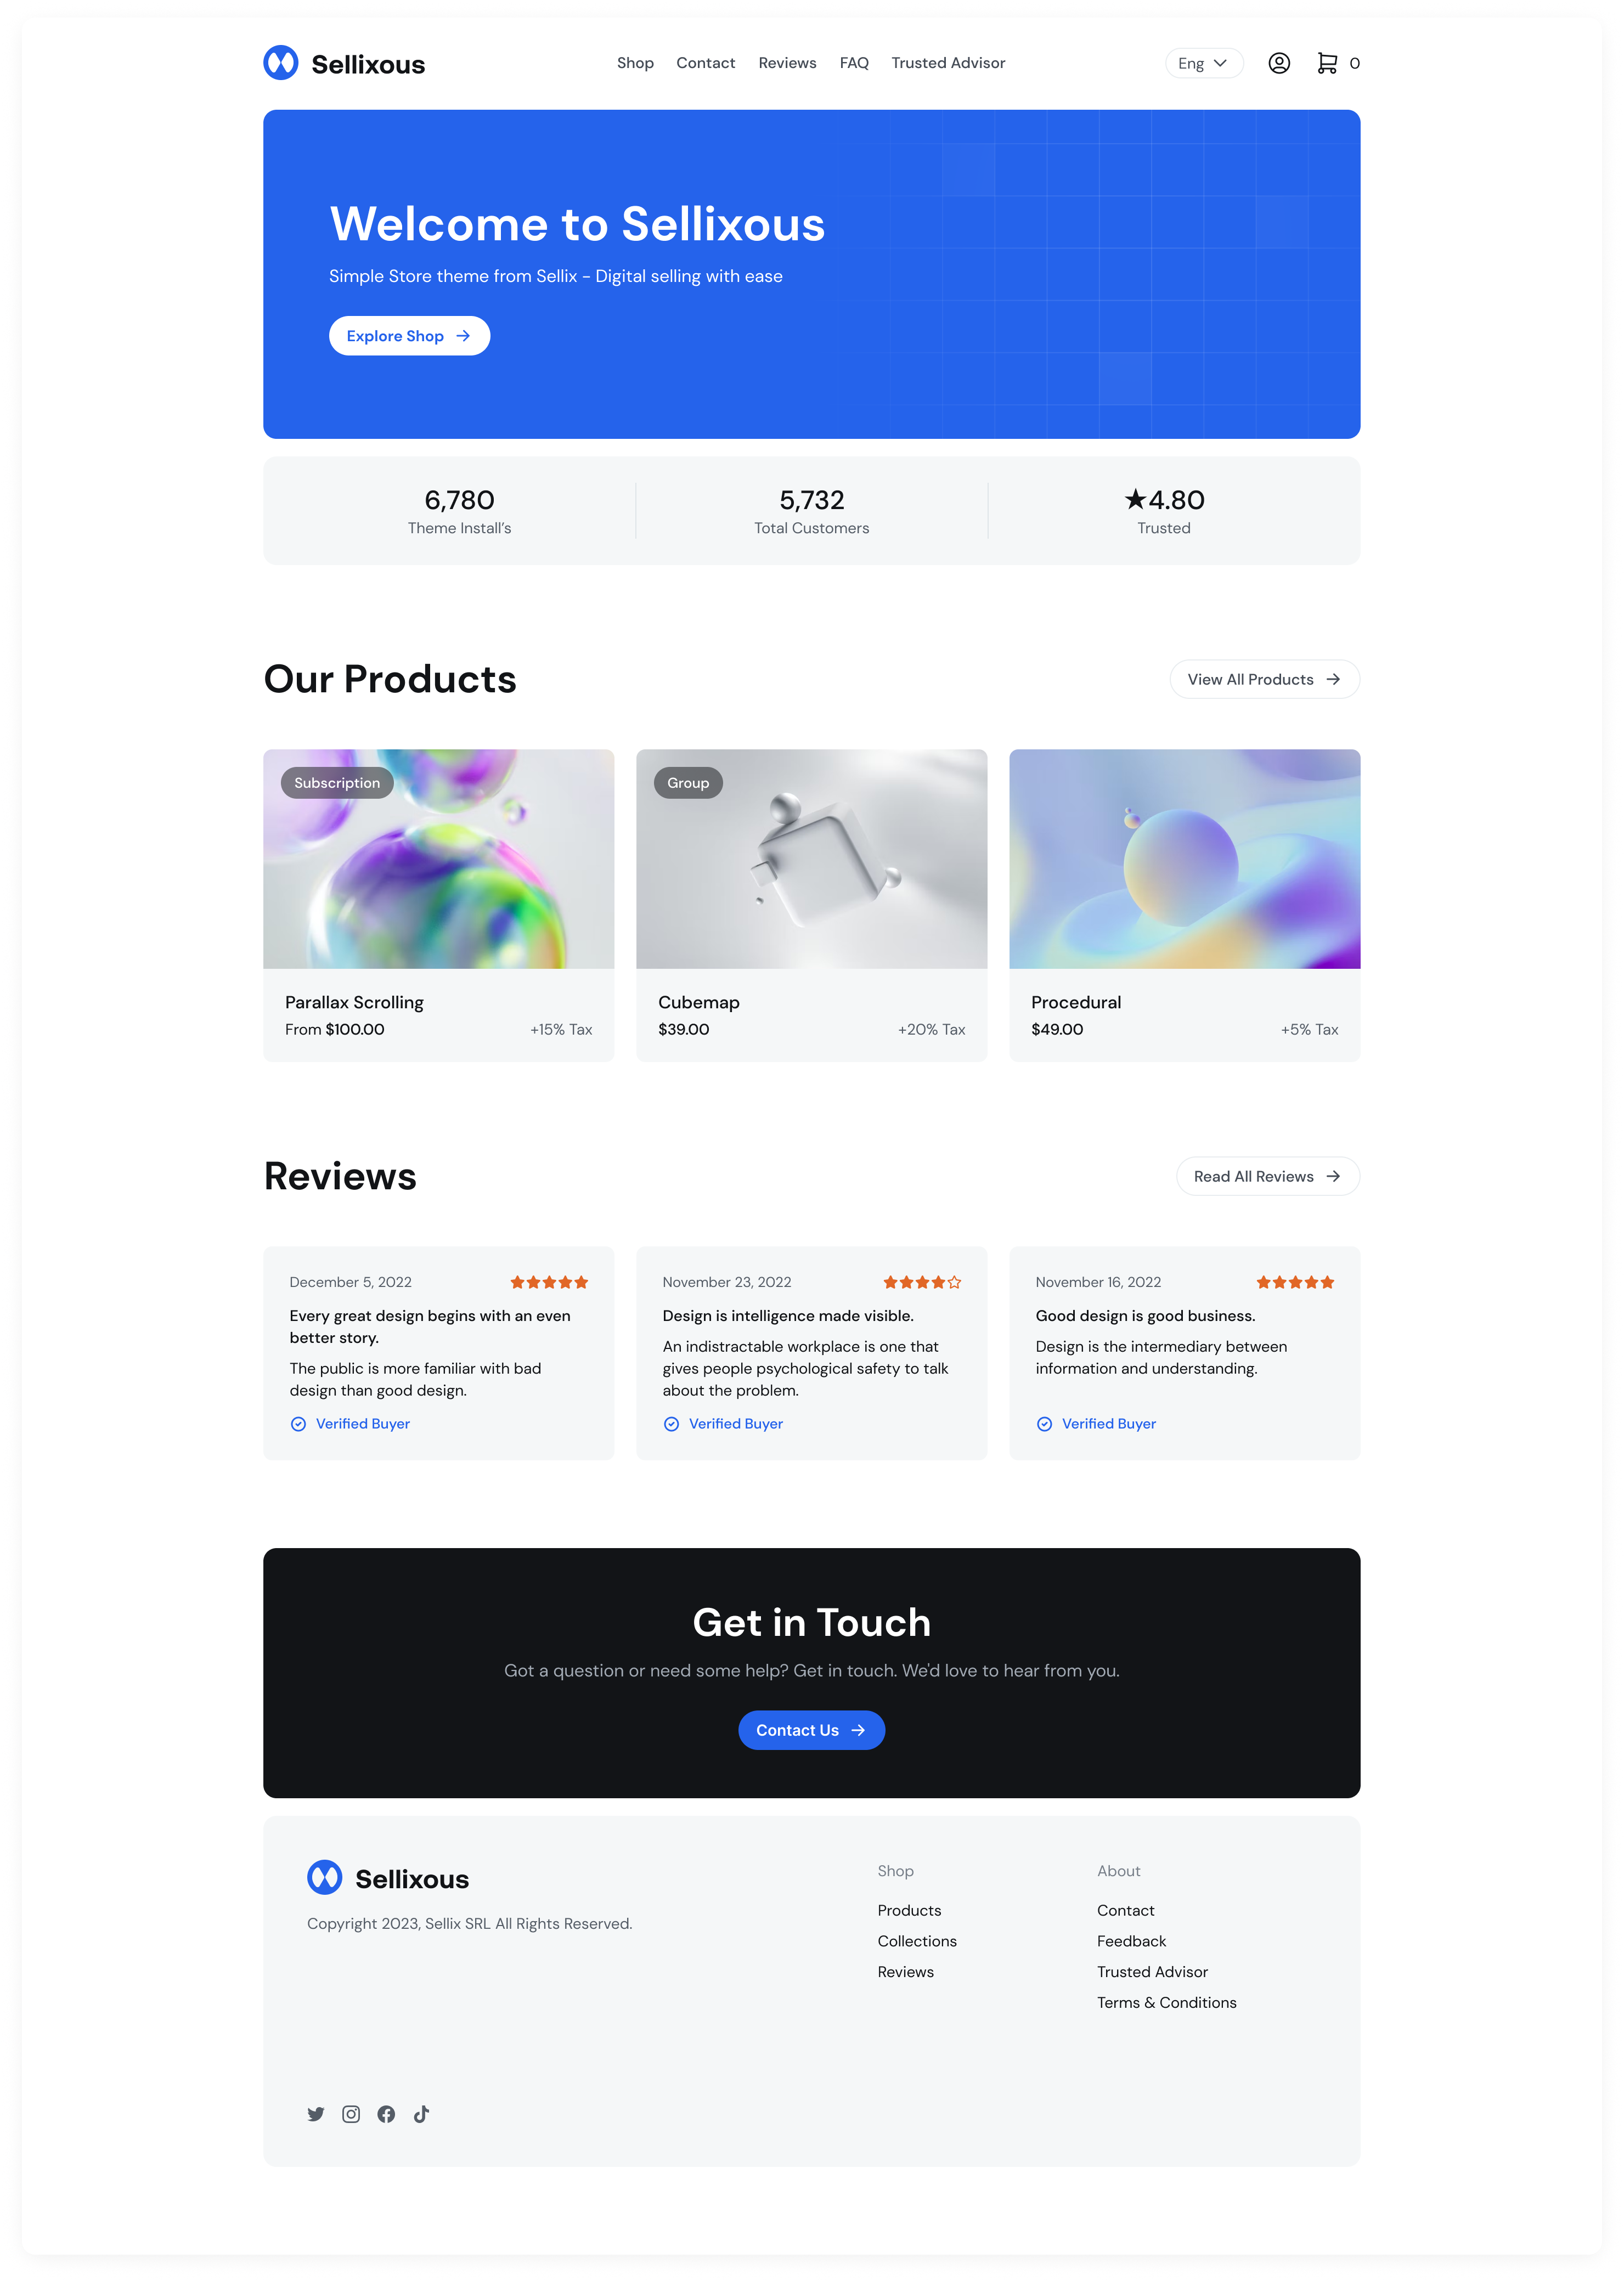 Sellixous
Shop Contact Reviews FAQ Trusted Advisor
Eng
0
Welcome to Sellixous
Simple Store theme from Sellix - Digital selling with ease
Explore Shop
6,780
Theme Install's
5,732
Total Customers
★4.80
Trusted
Our Products
View All Products
Subscription
Parallax Scrolling
From $100.00 +15% Tax
Group
Cubemap
$39.00 +20% Tax
Procedural
$49.00 +5% Tax
Reviews
Read All Reviews
December 5, 2022
Every great design begins with an even
better story.
The public is more familiar with bad
design than good design.
Verified Buyer
November 23, 2022
Design is intelligence made visible.
An indistractable workplace is one that
gives people psychological safety to talk
about the problem.
Verified Buyer
November 16, 2022
Good design is good business.
Design is the intermediary between
information and understanding.
Verified Buyer
Get in Touch
Got a question or need some help? Get in touch. We'd love to hear from you.
Contact Us
Sellixous
Copyright 2023, Sellix SRL All Rights Reserved.
Shop
Products
Collections
Reviews
About
Contact
Feedback
Trusted Advisor
Terms & Conditions